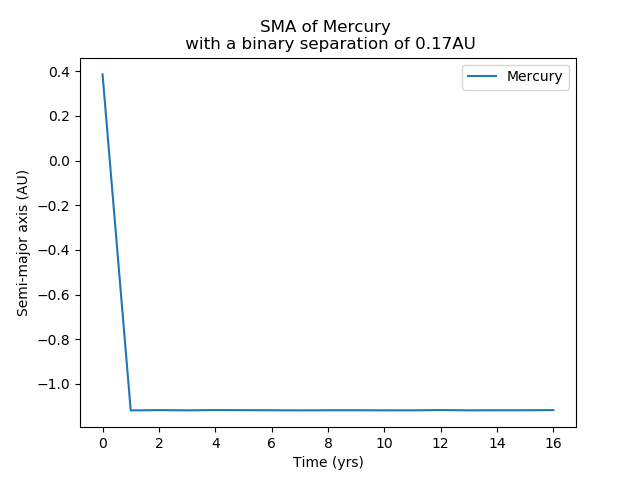 SMA of Mercury
with a binary separation of 0.17AU
Mercury
0.4
0.2
0.0
−0.2
−0.4
−0.6
−0.8
−1.0
Semi-major axis (AU)
0 2 4 6 8 10 12 14 16
Time (yrs)